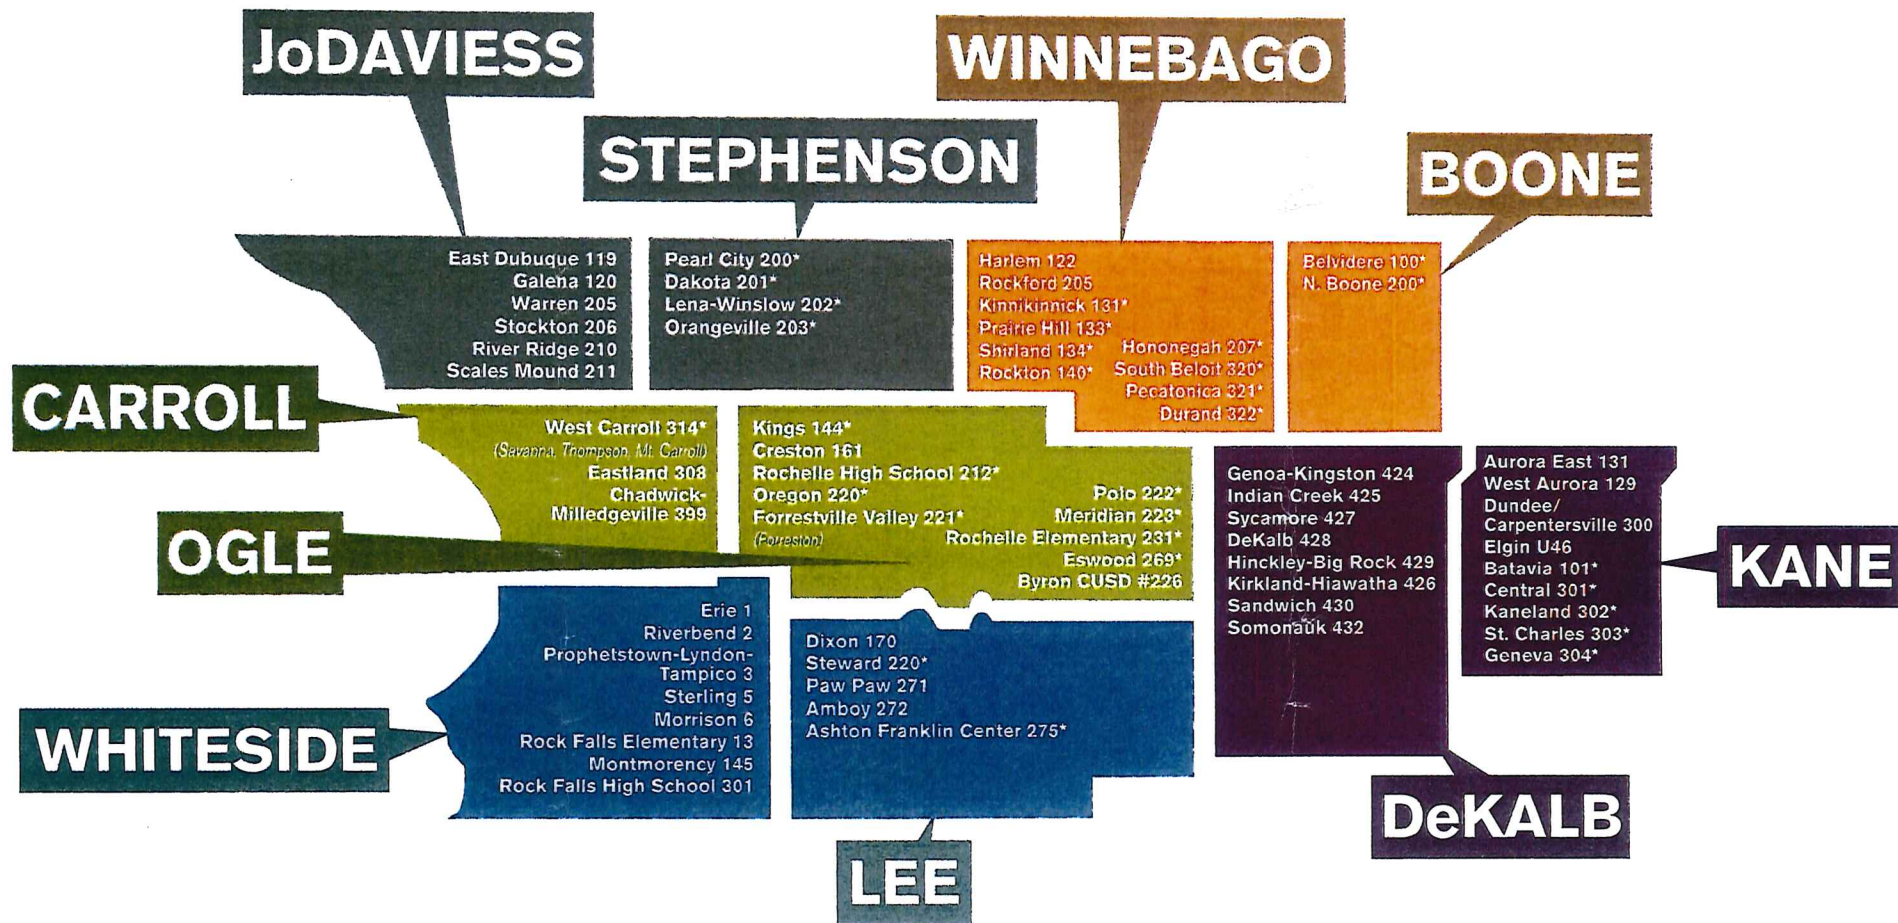 JoDAVIESS
WINNEBAGO
STEPHENSON
BOONE
East Dubuque 119
Galena 120
Warren 205
Stockton 206
River Ridge 210
Scales Mound 211
Pearl City 200*
Dakota 201*
Lena-Winslow 202*
Orangeville 203*
Harlem 122
Rockford 205
Kinnikinnick 131*
Prairie Hill 133*
Shirland 134*
Rockton 140*
Hononegah 207*
South Beloit 320*
Pecatonica 321*
Durand 322*
Belvidere 100*
N. Boone 200*
CARROLL
West Carroll 314*
(Savanna, Thompson, Mt. Carroll)
Eastland 308
Chadwick-
Milledgeville 399
OGLE
Kings 144*
Creston 161
Rochelle High School 212*
Oregon 220*
Forrestville Valley 221*
(Forreston)
Polo 222*
Meridian 223*
Rochelle Elementary 231*
Eswood 269*
Byron CUSD #226
Genoa-Kingston 424
Indian Creek 425
Sycamore 427
DeKalb 428
Hinckley-Big Rock 429
Kirkland-Hiawatha 426
Sandwich 430
Somonauk 432
Aurora East 131
West Aurora 129
Dundee/
Carpentersville 300
Elgin U46
Batavia 101*
Central 301*
Kaneland 302*
St. Charles 303*
Geneva 304*
KANE
WHITESIDE
Erie 1
Riverbend 2
Prophetstown-Lyndon-
Tampico 3
Sterling 5
Morrison 6
Rock Falls Elementary 13
Montmorency 145
Rock Falls High School 301
Dixon 170
Steward 220*
Paw Paw 271
Amboy 272
Ashton Franklin Center 275*
DeKALB
LEE